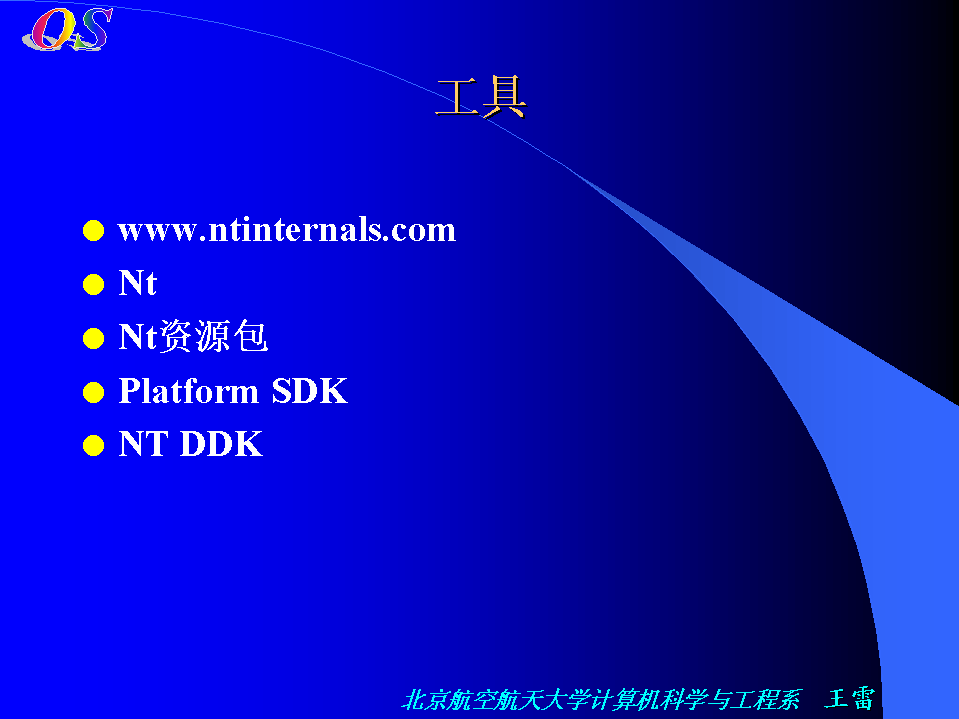 OS
工具
www.ntinternals.com
Nt
Nt资源包
Platform SDK
NT DDK
北京航空航天大学计算机科学与工程系 王雷